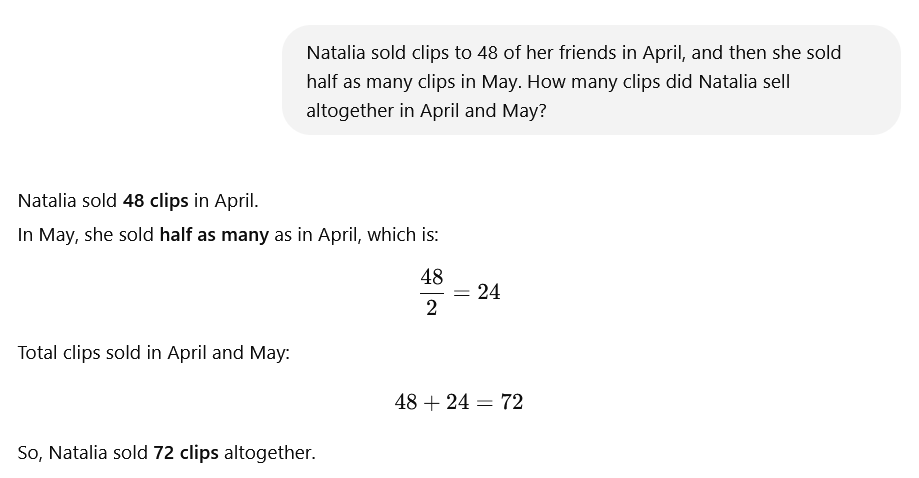 Natalia sold clips to 48 of her friends in April, and then she sold
half as many clips in May. How many clips did Natalia sell
altogether in April and May?
Natalia sold 48 clips in April.
In May, she sold half as many as in April, which is:
48
2
= 24
Total clips sold in April and May:
48 + 24 = 72
So, Natalia sold 72 clips altogether.